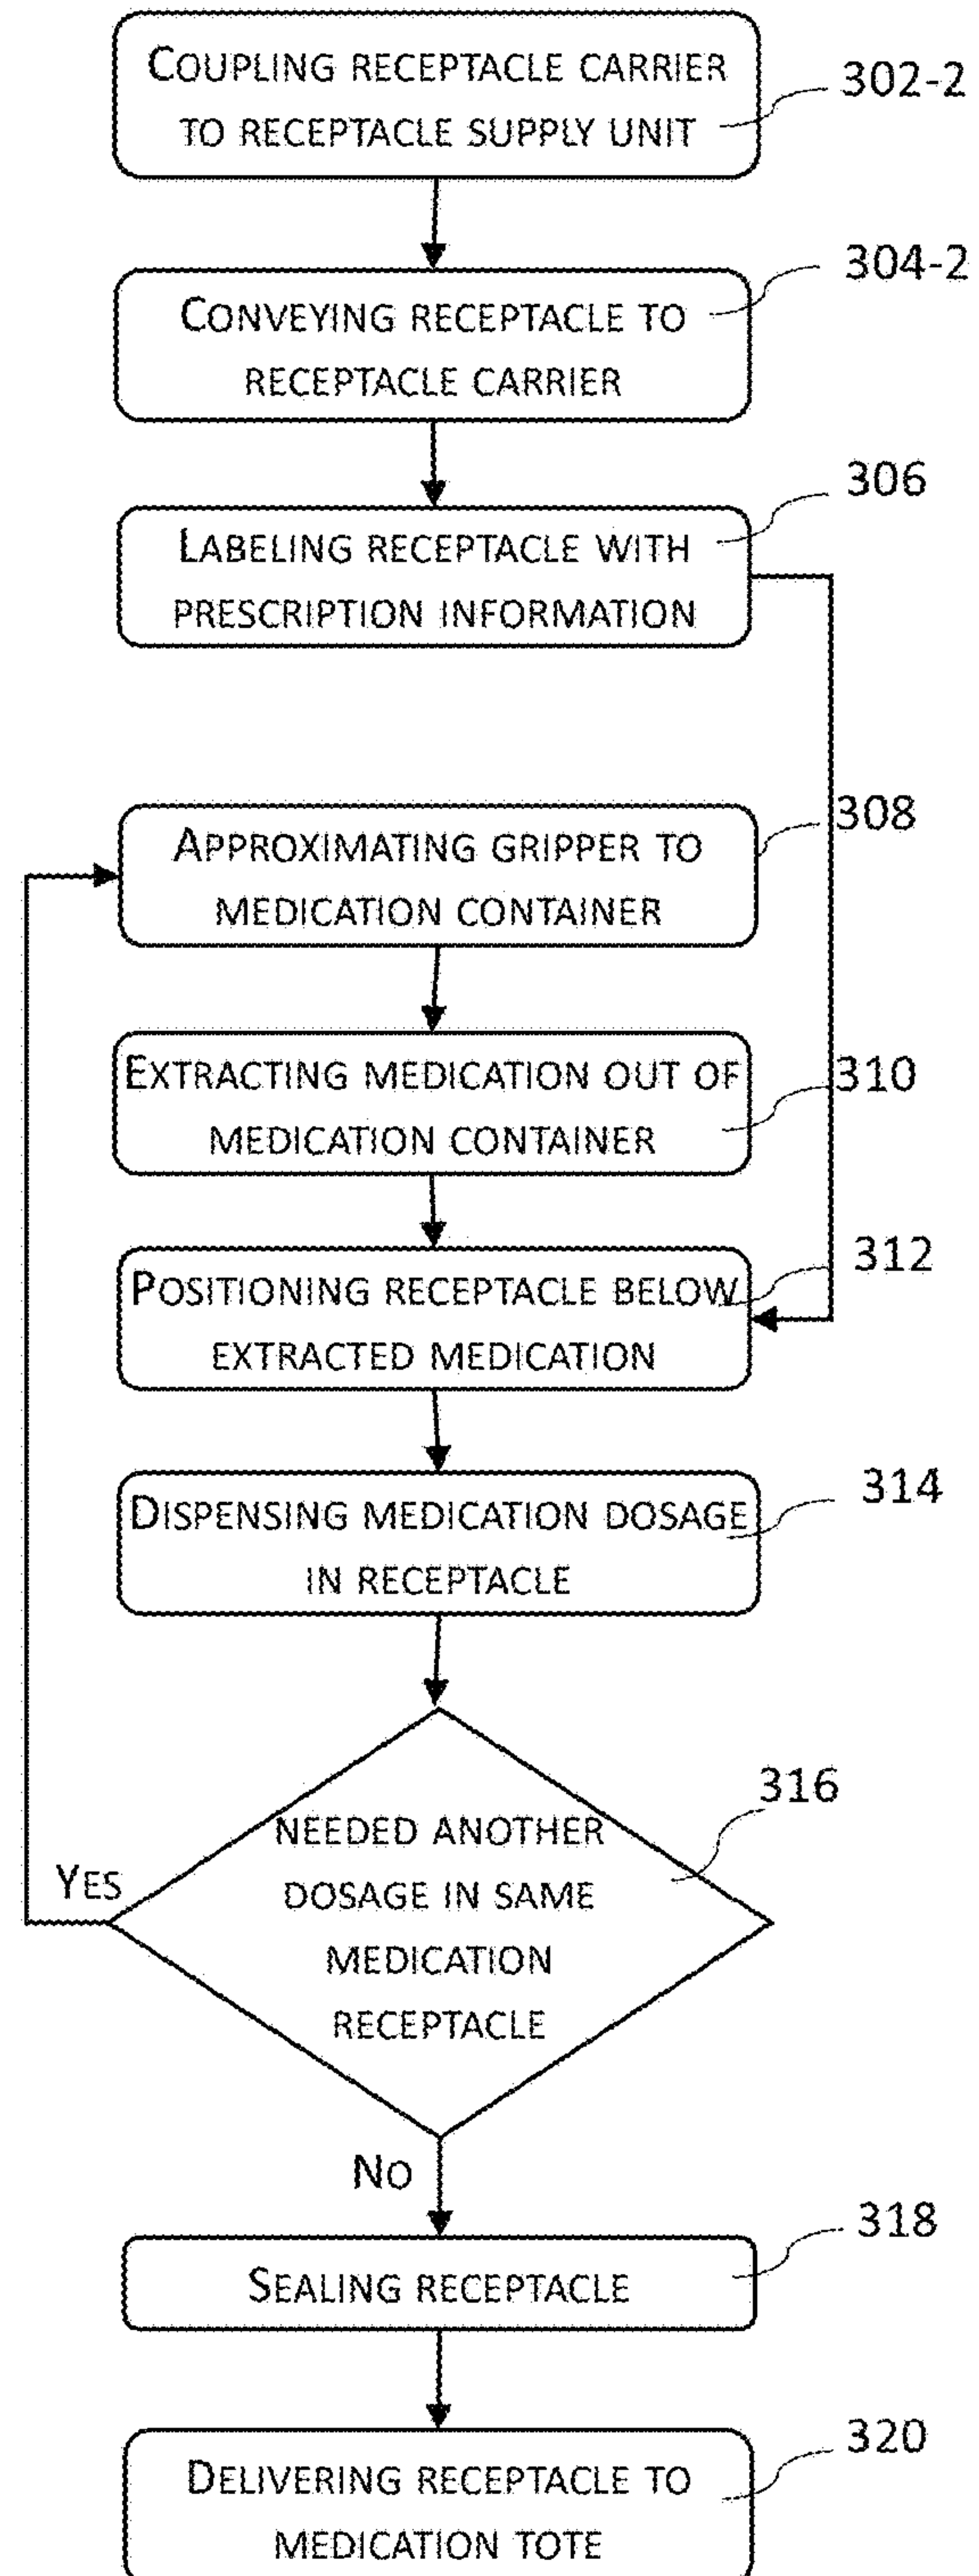 COUPLING RECEPTACLE CARRIER
TO RECEPTACLE SUPPLY UNIT
302-2
CONVEYING RECEPTACLE TO
RECEPTACLE CARRIER
304-2
LABELING RECEPTACLE WITH
PRESCRIPTION INFORMATION
306
APPROXIMATING GRIPPER TO
MEDICATION CONTAINER
308
EXTRACTING MEDICATION OUT OF
MEDICATION CONTAINER
310
POSITIONING RECEPTACLE BELOW
EXTRACTED MEDICATION
312
DISPENSING MEDICATION DOSAGE
IN RECEPTACLE
314
NEEDED ANOTHER
DOSAGE IN SAME
MEDICATION
RECEPTACLE
316
YES
NO
SEALING RECEPTACLE
318
DELIVERING RECEPTACLE TO
MEDICATION TOTE
320